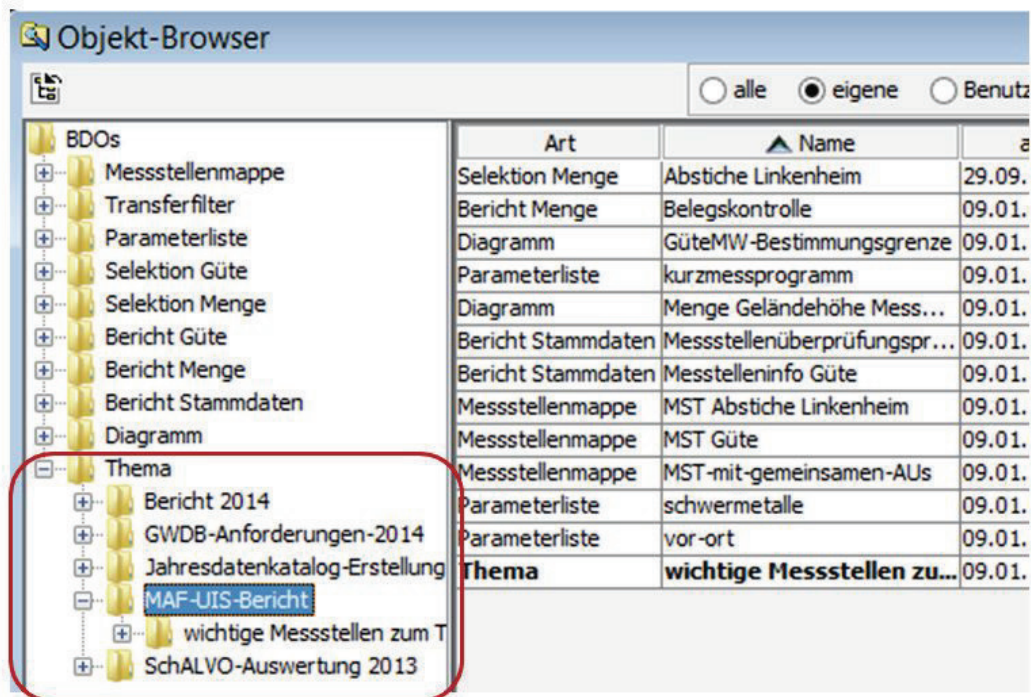 Objekt-Browser
alle eigene Benutz
BDOs
Messstellenmappe
Transferfilter
Parameterliste
Selektion Güte
Selektion Menge
Bericht Güte
Bericht Menge
Bericht Stammdaten
Diagramm
Thema
Bericht 2014
GWDB-Anforderungen-2014
Jahresdatenkatalog-Erstellung
MAF-UIS-Bericht
wichtige Messstellen zum T
SchALVO-Auswertung 2013
Art Name a
Selektion Menge Abstiche Linkenheim 29.09.
Bericht Menge Belegskontrolle 09.01.
Diagramm GüteMW-Bestimmungsgrenze 09.01.
Parameterliste kurzmessprogramm 09.01.
Diagramm Menge Geländehöhe Mess... 09.01.
Bericht Stammdaten Messstellenüberprüfungspr... 09.01.
Bericht Stammdaten Messtelleninfo Güte 09.01.
Messstellenmappe MST Abstiche Linkenheim 09.01.
Messstellenmappe MST Güte 09.01.
Messstellenmappe MST-mit-gemeinsamen-AUs 09.01.
Parameterliste schwermetalle 09.01.
Parameterliste vor-ort 09.01.
Thema wichtige Messstellen zu... 09.01.